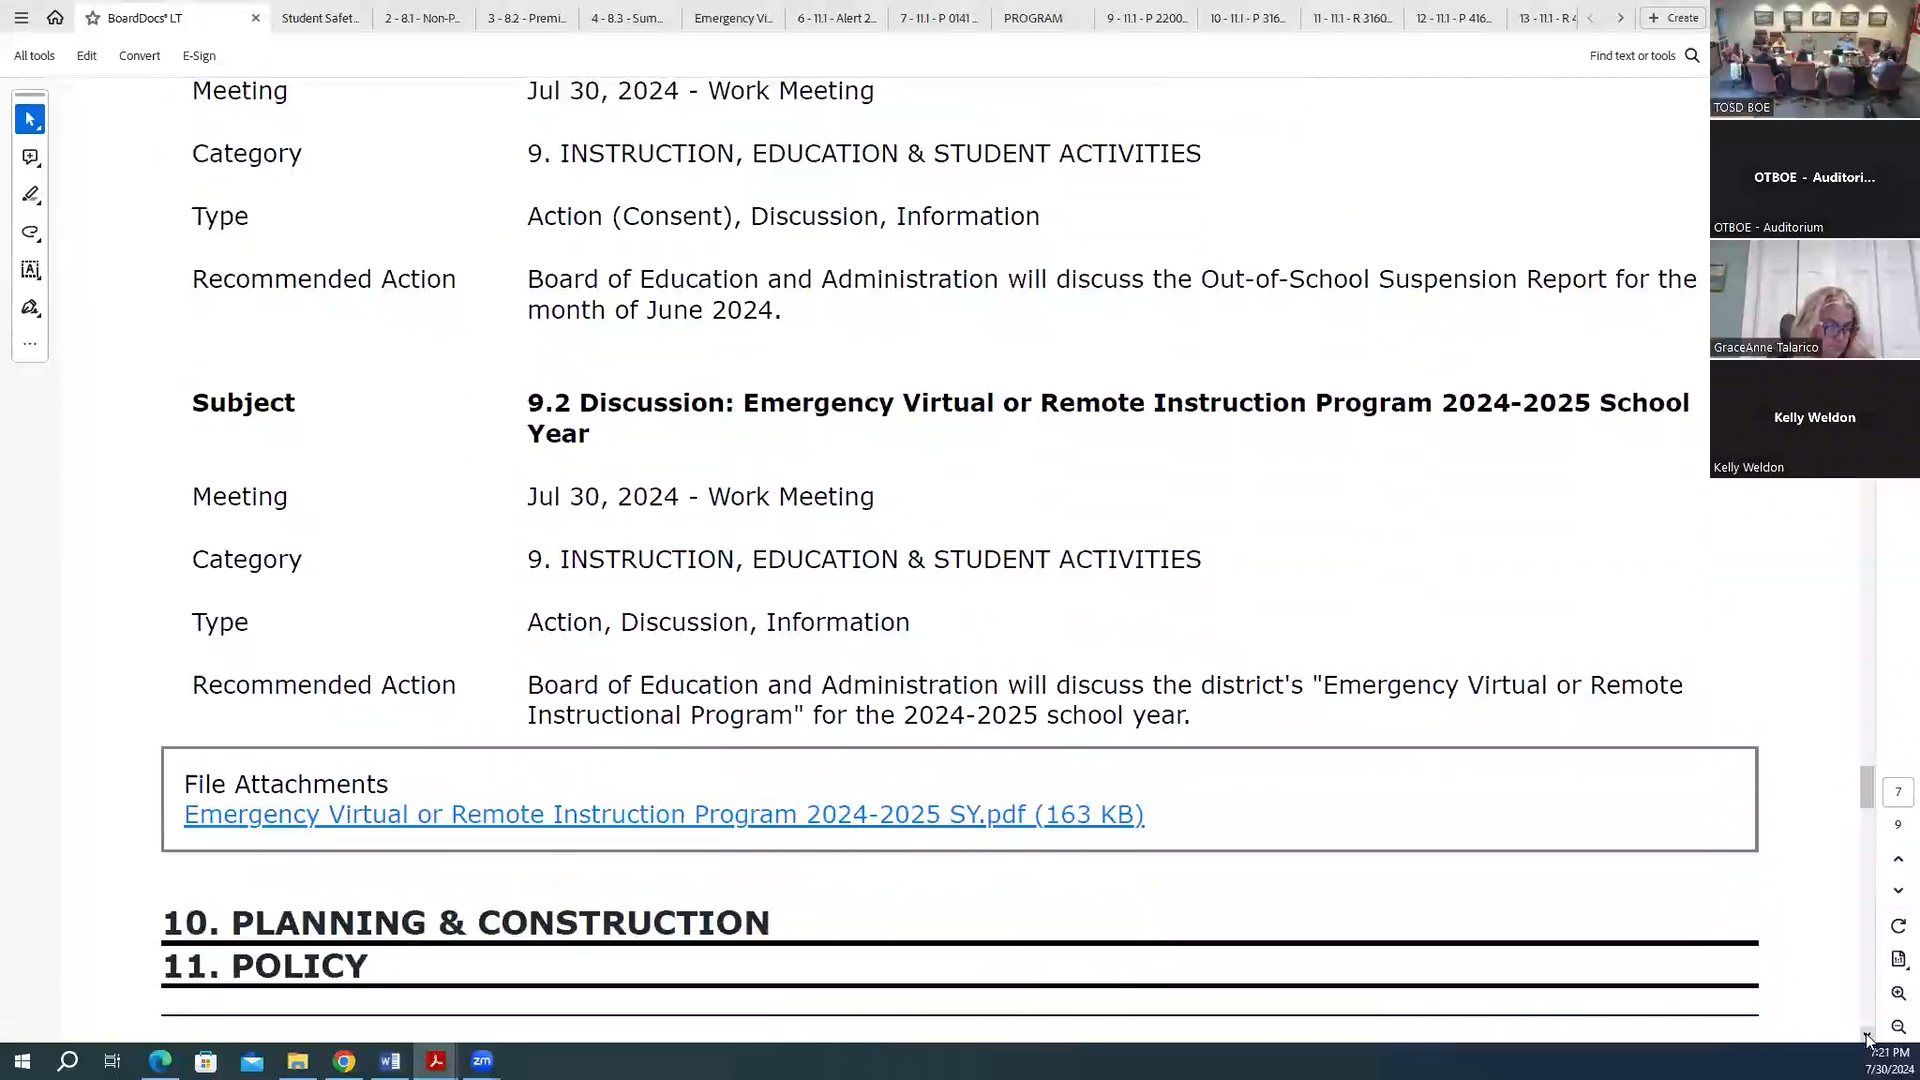 BoardDocs® LT
Student Safet...
2 - 8.1 - Non-P...
3 - 8.2 - Premi...
4 - 8.3 - Sum...
Emergency Vi...
6 - 11.1 - Alert 2...
7 - 11.1 - P 0141 ...
PROGRAM
9 - 11.1 - P 2200...
10 - 11.1 - P 316...
11 - 11.1 - R 3160...
12 - 11.1 - P 416...
13 - 11.1 - R 4
Create
All tools
Edit
Convert
E-Sign
Find text or tools
TOSD BOE
OTBOE - Auditori...
OTBOE - Auditorium
GraceAnne Talarico
Kelly Weldon
Kelly Weldon
Meeting Jul 30, 2024 - Work Meeting
Category 9. INSTRUCTION, EDUCATION & STUDENT ACTIVITIES
Type Action (Consent), Discussion, Information
Recommended Action Board of Education and Administration will discuss the Out-of-School Suspension Report for the
month of June 2024.
Subject 9.2 Discussion: Emergency Virtual or Remote Instruction Program 2024-2025 School
Year
Meeting Jul 30, 2024 - Work Meeting
Category 9. INSTRUCTION, EDUCATION & STUDENT ACTIVITIES
Type Action, Discussion, Information
Recommended Action Board of Education and Administration will discuss the district's "Emergency Virtual or Remote
Instructional Program" for the 2024-2025 school year.
File Attachments
Emergency Virtual or Remote Instruction Program 2024-2025 SY.pdf (163 KB)
10. PLANNING & CONSTRUCTION
11. POLICY
7
9
zm
7:21 PM
7/30/2024